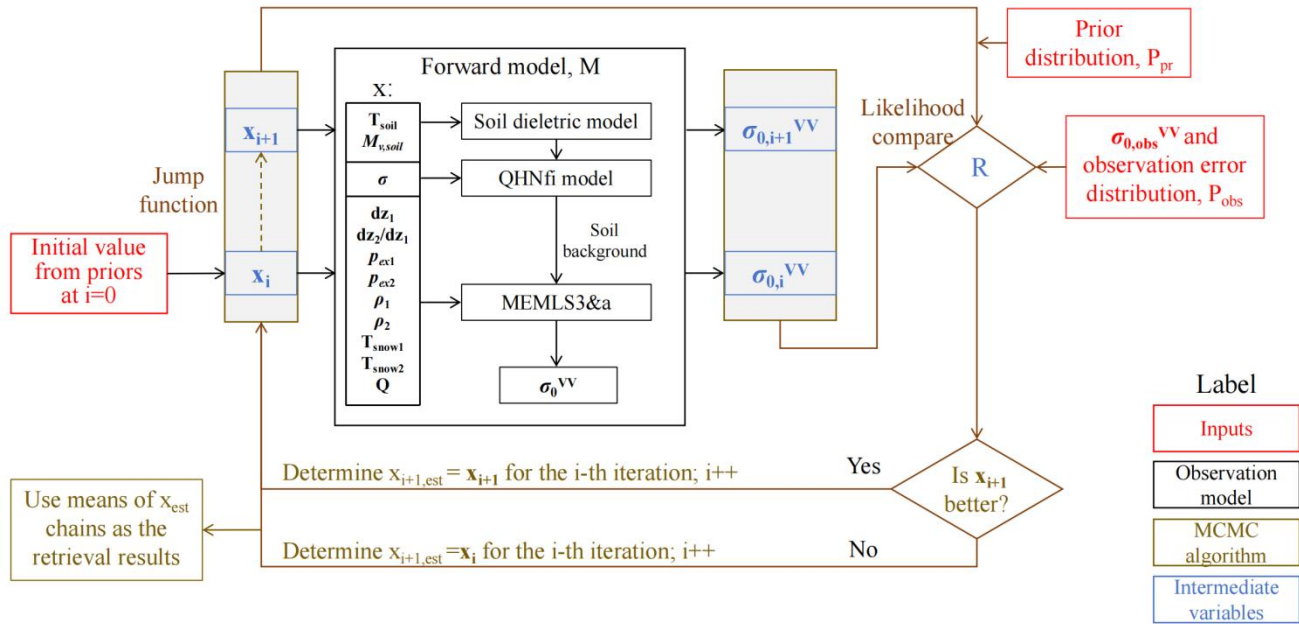 Forward model, M
X:
T_soil
M_v,soil
σ
dz_1
dz_2/dz_1
p_ex1
p_ex2
ρ_1
ρ_2
T_snow1
T_snow2
Q
Soil dieletric model
QHNfi model
Soil
background
MEMLS3&a
σ_0^VV
x_i+1
Jump
function
x_i
Initial value
from priors
at i=0
σ_0,i+1^VV
σ_0,i^VV
Prior
distribution, P_pr
Likelihood
compare
R
σ_0,obs^VV and
observation error
distribution, P_obs
Is x_i+1
better?
Yes
Determine x_i+1,est= x_i+1 for the i-th iteration; i++
No
Determine x_i+1,est=x_i for the i-th iteration; i++
Use means of x_est
chains as the
retrieval results
Label
Inputs
Observation
model
MCMC
algorithm
Intermediate
variables